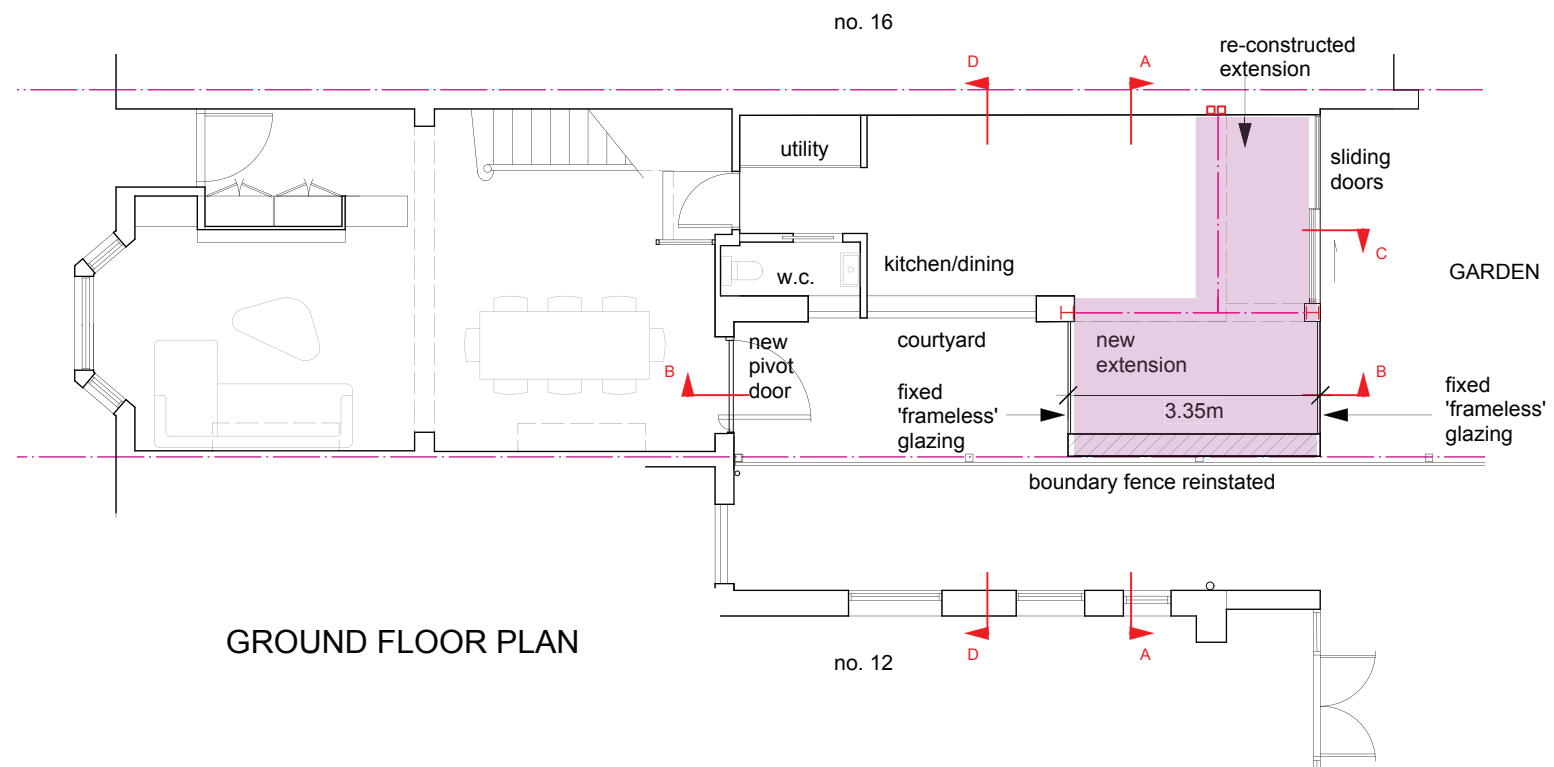 no. 16
re-constructed
extension
D
A
utility
sliding
doors
C
w.c.
kitchen/dining
GARDEN
new
pivot
door
courtyard
new
extension
B
B
fixed
'frameless'
glazing
3.35m
fixed
'frameless'
glazing
boundary fence reinstated
GROUND FLOOR PLAN
no. 12
D
A